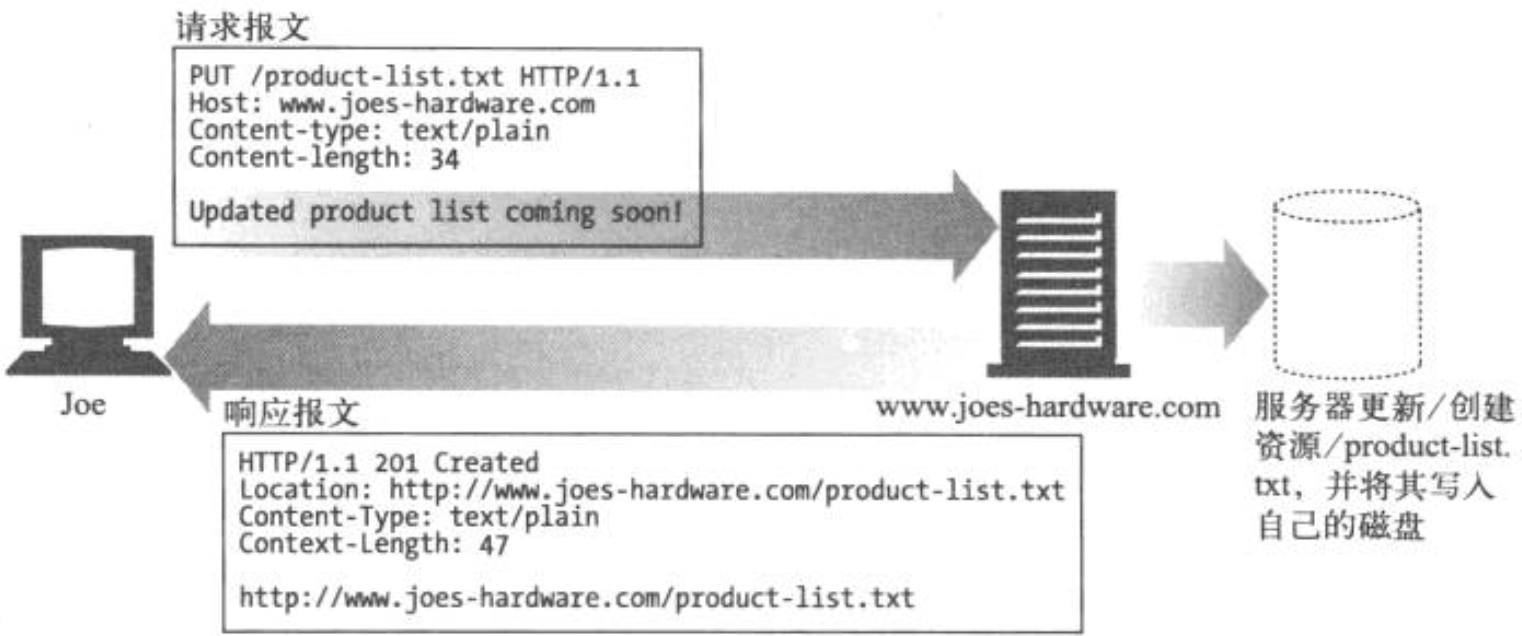 请求报文
PUT /product-list.txt HTTP/1.1
Host: www.joes-hardware.com
Content-type: text/plain
Content-length: 34
Updated product list coming soon!
Joe
www.joes-hardware.com
服务器更新/创建
资源/product-list.
txt，并将其写入
自己的磁盘
响应报文
HTTP/1.1 201 Created
Location: http://www.joes-hardware.com/product-list.txt
Content-Type: text/plain
Context-Length: 47
http://www.joes-hardware.com/product-list.txt